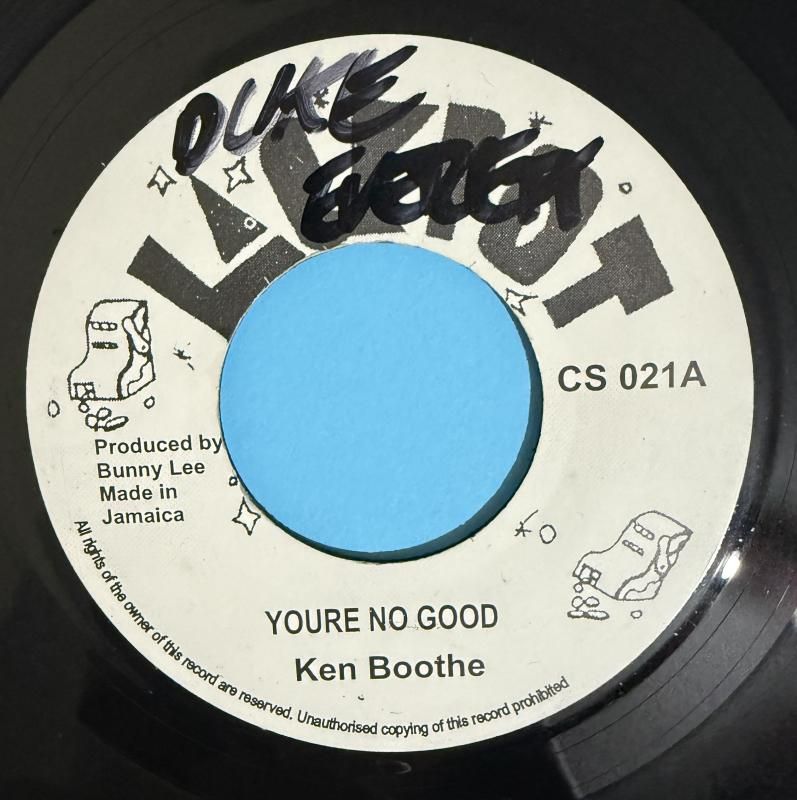 DUKE
JACKPOT
CS 021A
Produced by
Bunny Lee
Made in
Jamaica
YOURE NO GOOD
Ken Boothe
All rights of the owner of this record are reserved. Unauthorised copying of this record prohibited